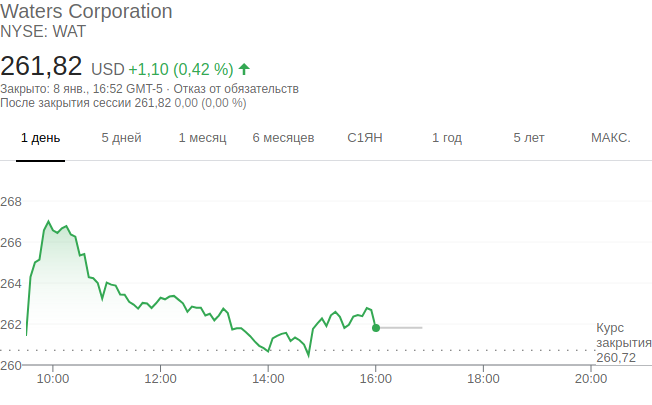 Waters Corporation
NYSE: WAT
261,82 USD +1,10 (0,42 %)
Закрыто: 8 янв., 16:52 GMT-5 · Отказ от обязательств
После закрытия сессии 261,82 0,00 (0,00 %)
1 день 5 дней 1 месяц 6 месяцев С1ЯН 1 год 5 лет МАКС.
268
266
264
262
260
Курс
закрытия
260,72
10:00 12:00 14:00 16:00 18:00 20:00